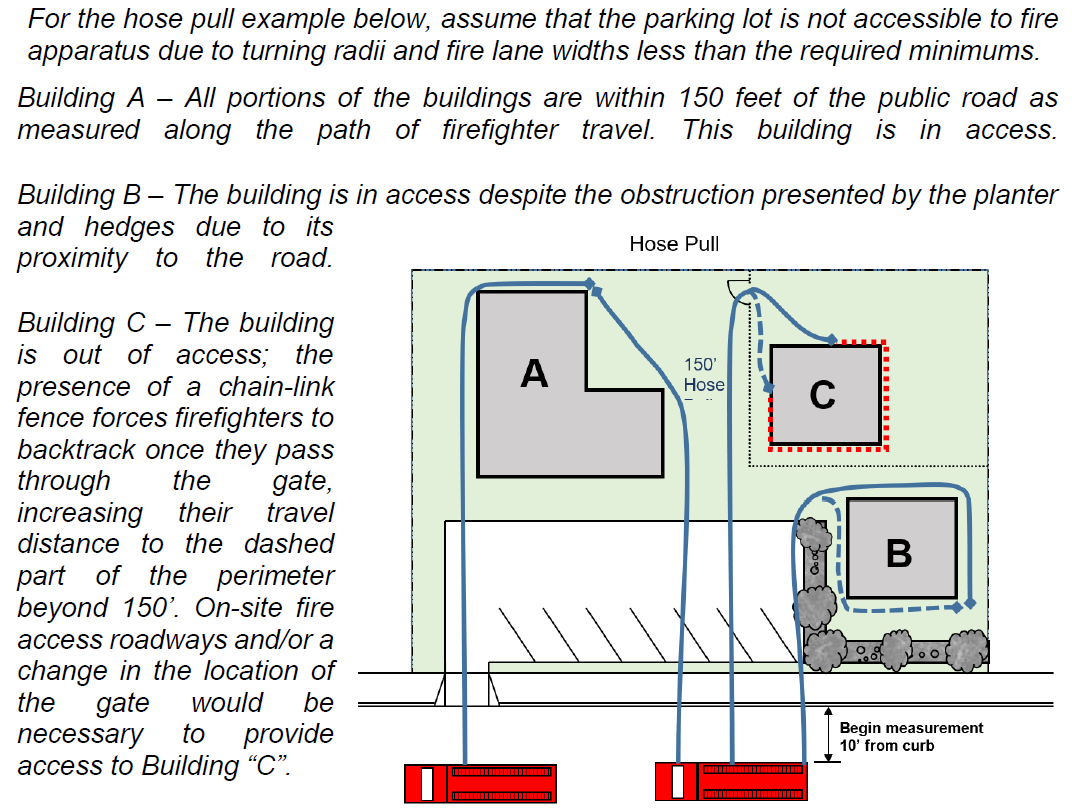 For the hose pull example below, assume that the parking lot is not accessible to fire
apparatus due to turning radii and fire lane widths less than the required minimums.
Building A – All portions of the buildings are within 150 feet of the public road as
measured along the path of firefighter travel. This building is in access.
Building B – The building is in access despite the obstruction presented by the planter
and hedges due to its
proximity to the road.
Building C – The building
is out of access; the
presence of a chain-link
fence forces firefighters to
backtrack once they pass
through the gate,
increasing their travel
distance to the dashed
part of the perimeter
beyond 150’. On-site fire
access roadways and/or a
change in the location of
the gate would be
necessary to provide
access to Building “C”.
Hose Pull
A
150’
Hose
C
B
Begin measurement
10’ from curb